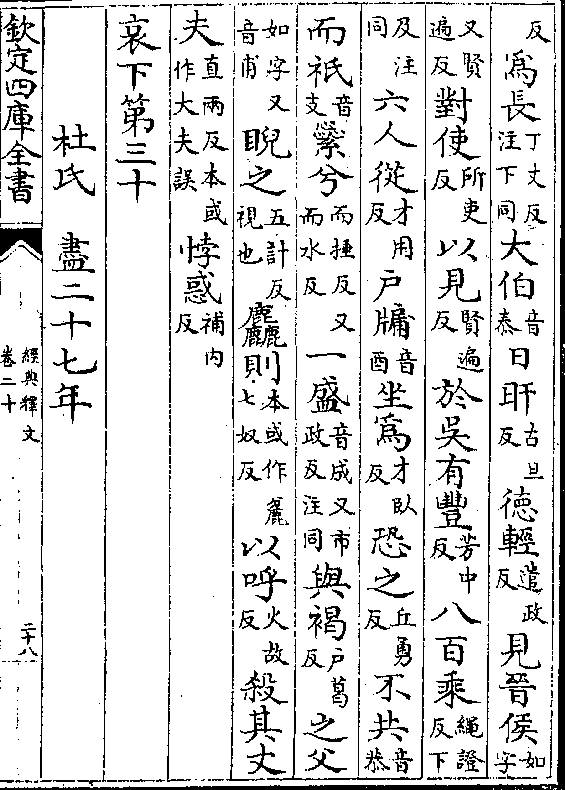 反爲長丁丈反注下同大伯音泰日旰古旦反德輕遣政反見晉侯如字
又賢遍反對使所吏反以見賢遍反於吳有豐芳中反八百乘繩證反下
及注同六人從才用反戶牖音酉坐爲才臥反恐之丘勇反不共音恭
而祇音支繠兮而捶反又而水反一盛音成又市政反注同與褐戶葛反之父
如字又音甫睨之五計反視也麤則本或作麄七奴反以呼火故反殺其丈
夫直兩反本或作大夫誤悖惑補内反
哀下第三十
杜氏 盡二十七年
欽定四庫全書
經典釋文
卷二十
二十八